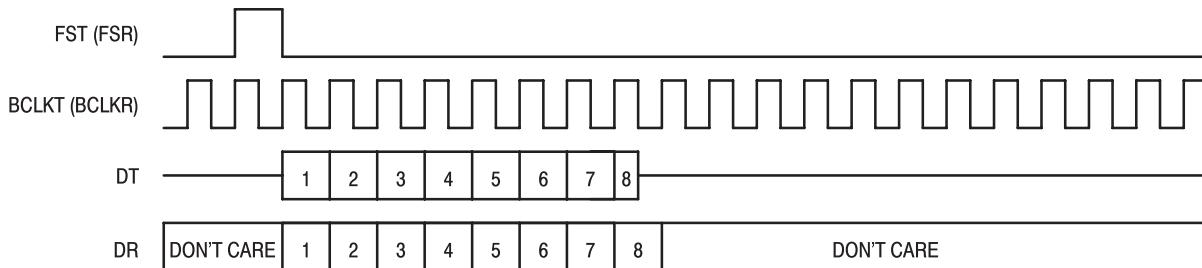 FST (FSR)
BCLKT (BCLKR)
DT 1 2 3 4 5 6 7 8
DR DON'T CARE 1 2 3 4 5 6 7 8 DON'T CARE